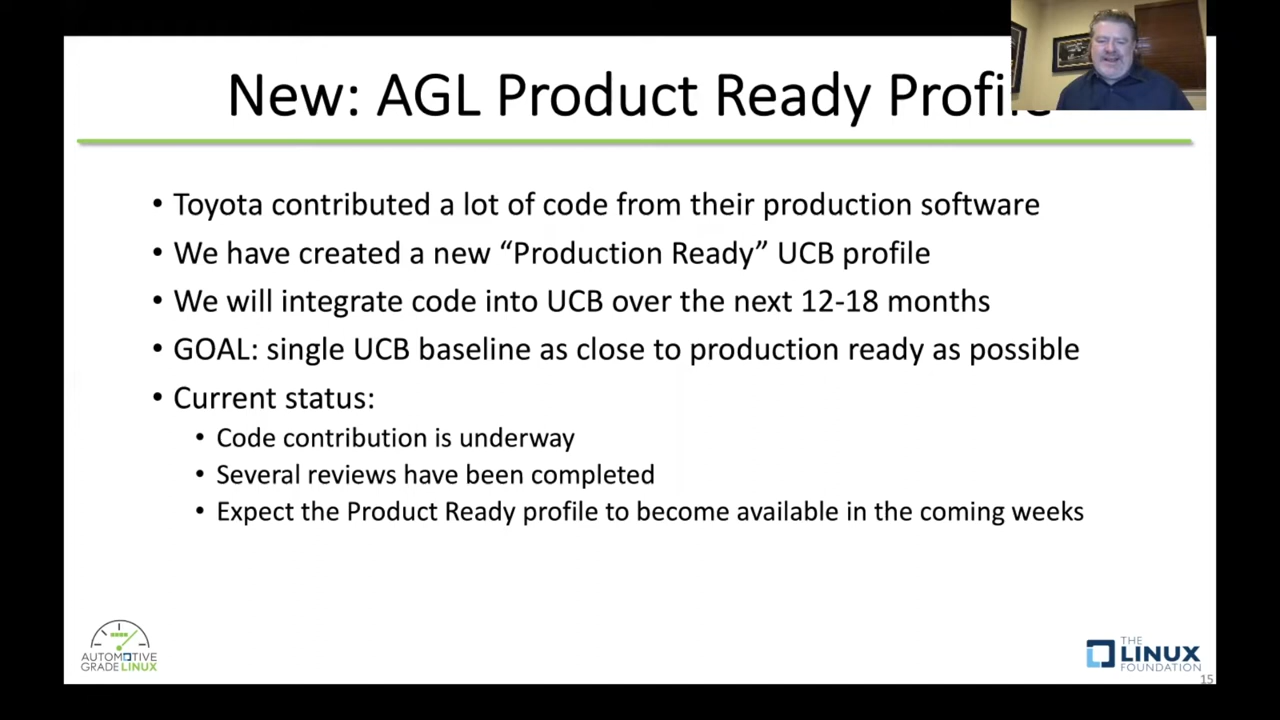 New: AGL Product Ready Profile
• Toyota contributed a lot of code from their production software
• We have created a new “Production Ready” UCB profile
• We will integrate code into UCB over the next 12-18 months
• GOAL: single UCB baseline as close to production ready as possible
• Current status:
• Code contribution is underway
• Several reviews have been completed
• Expect the Product Ready profile to become available in the coming weeks
AUTOMOTIVE
GRADELINUX
THE
LINUX
FOUNDATION
15